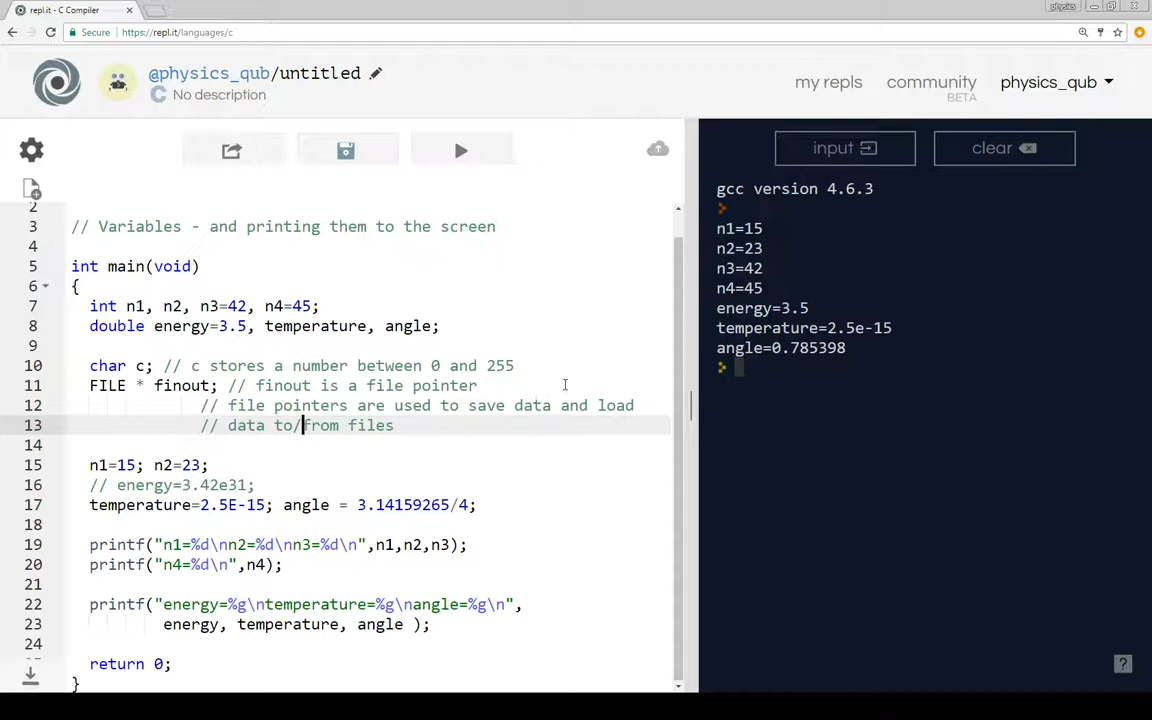 repl.it - C Compiler
physics
Secure https://repl.it/languages/c
@physics_qub/untitled
C No description
my repls
community
BETA
physics_qub
input
clear
2
3 // Variables - and printing them to the screen
4
5 int main(void)
6 {
7 int n1, n2, n3=42, n4=45;
8 double energy=3.5, temperature, angle;
9
10 char c; // c stores a number between 0 and 255
11 FILE * finout; // finout is a file pointer
12 // file pointers are used to save data and load
13 // data to/from files
14
15 n1=15; n2=23;
16 // energy=3.42e31;
17 temperature=2.5E-15; angle = 3.14159265/4;
18
19 printf("n1=%d\nn2=%d\nn3=%d\n",n1,n2,n3);
20 printf("n4=%d\n",n4);
21
22 printf("energy=%g\ntemperature=%g\nangle=%g\n",
23 energy, temperature, angle );
24
return 0;
}
gcc version 4.6.3
n1=15
n2=23
n3=42
n4=45
energy=3.5
temperature=2.5e-15
angle=0.785398
?